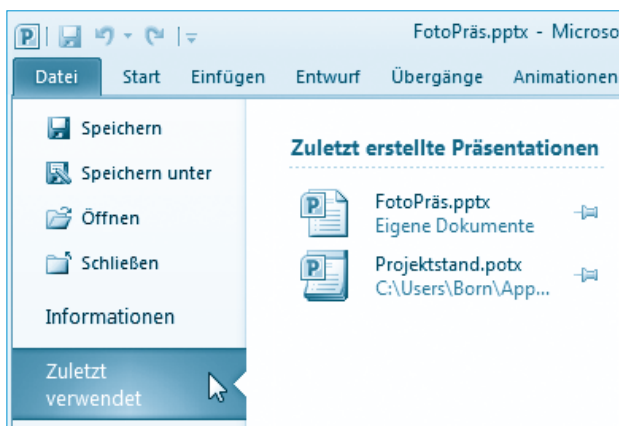 FotoPräs.pptx - Microso
Datei Start Einfügen Entwurf Übergänge Animationen
Speichern
Speichern unter
Öffnen
Schließen
Informationen
Zuletzt
verwendet
Zuletzt erstellte Präsentationen
FotoPräs.pptx
Eigene Dokumente
Projektstand.potx
C:\Users\Born\App...